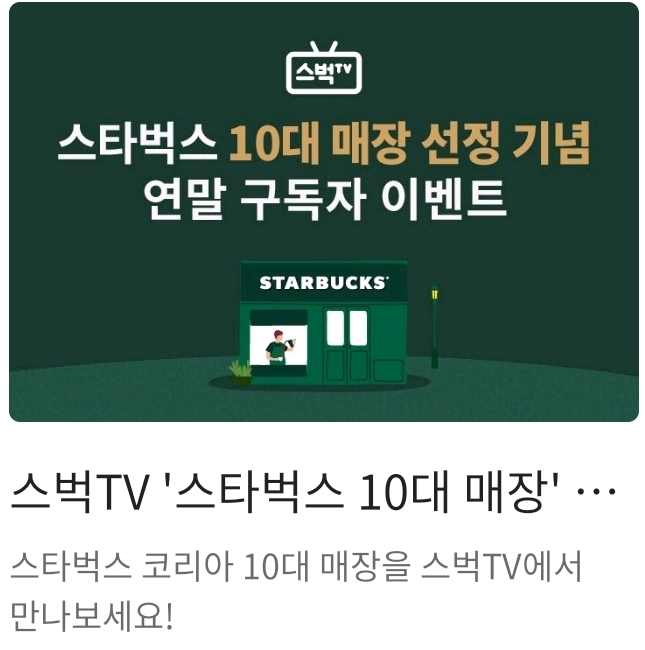 스벅TV
스타벅스 10대 매장 선정 기념
연말 구독자 이벤트
STARBUCKS
스벅TV '스타벅스 10대 매장' …
스타벅스 코리아 10대 매장을 스벅TV에서
만나보세요!